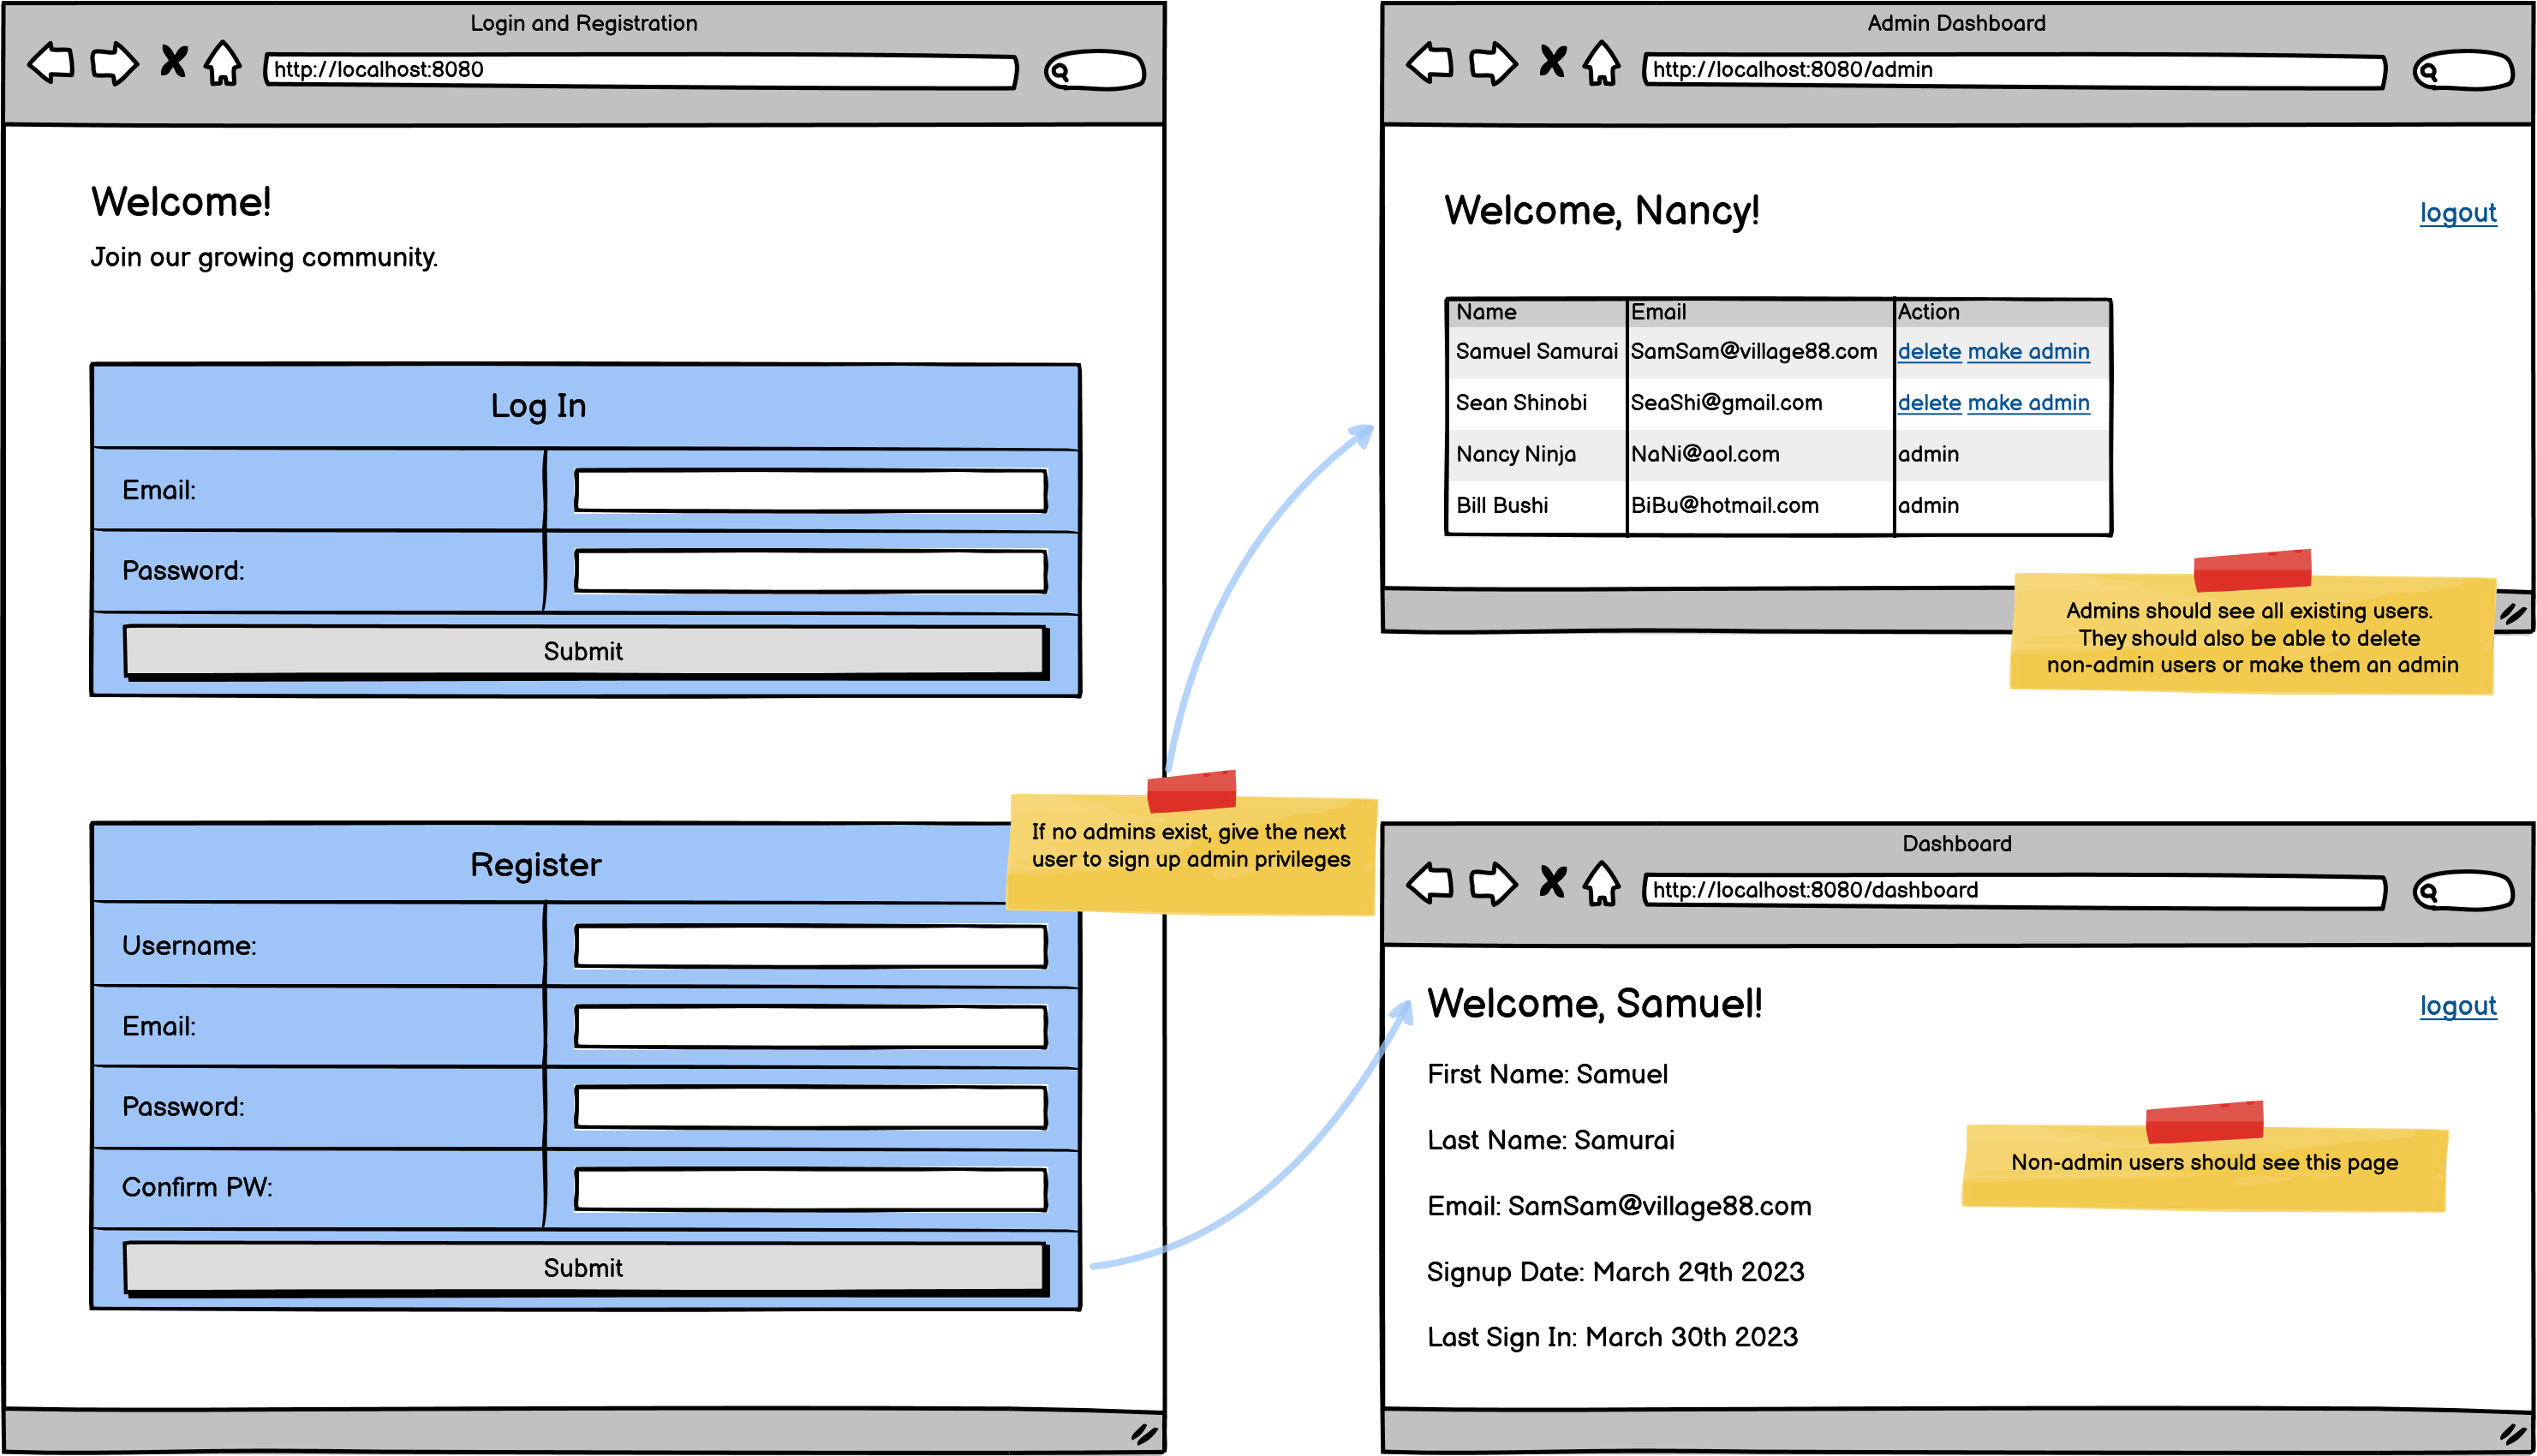 Login and Registration
http://localhost:8080
Welcome!
Join our growing community.
Log In
Email:
Password:
Submit
Register
Username:
Email:
Password:
Confirm PW:
Submit
If no admins exist, give the next
user to sign up admin privileges
Admin Dashboard
http://localhost:8080/admin
Welcome, Nancy!
logout
Name Email Action
Samuel Samurai SamSam@village88.com delete make admin
Sean Shinobi SeaShi@gmail.com delete make admin
Nancy Ninja NaNi@aol.com admin
Bill Bushi BiBu@hotmail.com admin
Admins should see all existing users.
They should also be able to delete
non-admin users or make them an admin
Dashboard
http://localhost:8080/dashboard
Welcome, Samuel!
logout
First Name: Samuel
Last Name: Samurai
Email: SamSam@village88.com
Signup Date: March 29th 2023
Last Sign In: March 30th 2023
Non-admin users should see this page